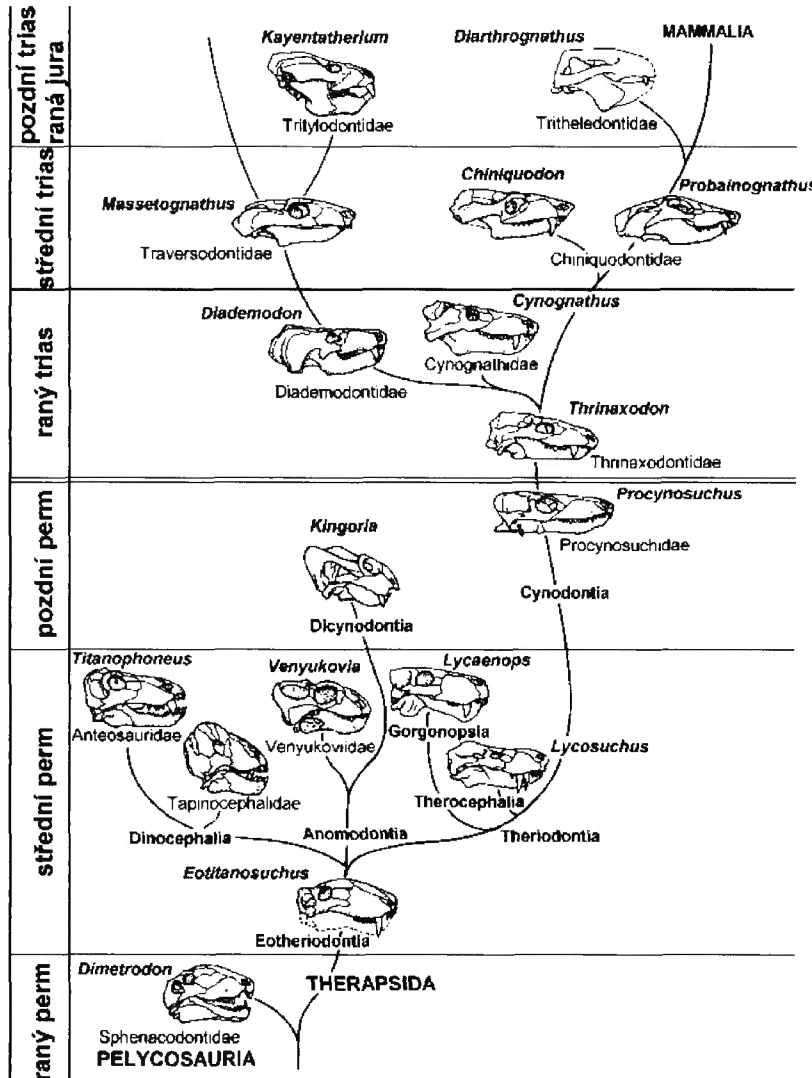 pozdní trias
raná jura
Kayentatherium
Tritylodontidae
Diarthrognathus
Tritheledontidae
MAMMALIA
střední trias
Massetognathus
Traversodontidae
Chiniquodon
Probainognathus
Chiniquodontidae
raný trias
Diademodon
Diademodontidae
Cynognathus
Cynognathidae
Thrinaxodon
Thrinaxodontidae
pozdní perm
Procynosuchus
Procynosuchidae
Kingoria
Dicynodontia
Cynodontia
střední perm
Titanophoneus
Anteosauridae
Tapinocephalidae
Dinocephalia
Venyukovia
Venyukoviidae
Anomodontia
Lycaenops
Gorgonopsia
Lycosuchus
Therocephalia
Theriodontia
Eotitanosuchus
Eotheriodontia
raný perm
Dimetrodon
Sphenacodontidae
PELYCOSAURIA
THERAPSIDA